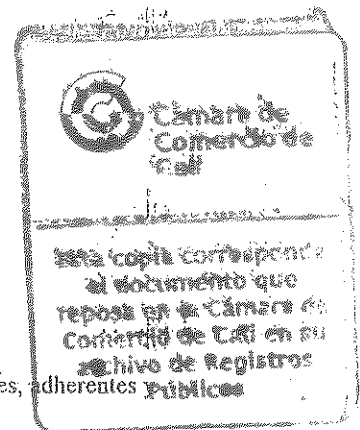 Cámara de
Comercio de
Cali
Esta copia corresponde
al documento que
reposa en la Cámara de
Comercio de Cali en su
archivo de Registros
Públicos
es, adherentes